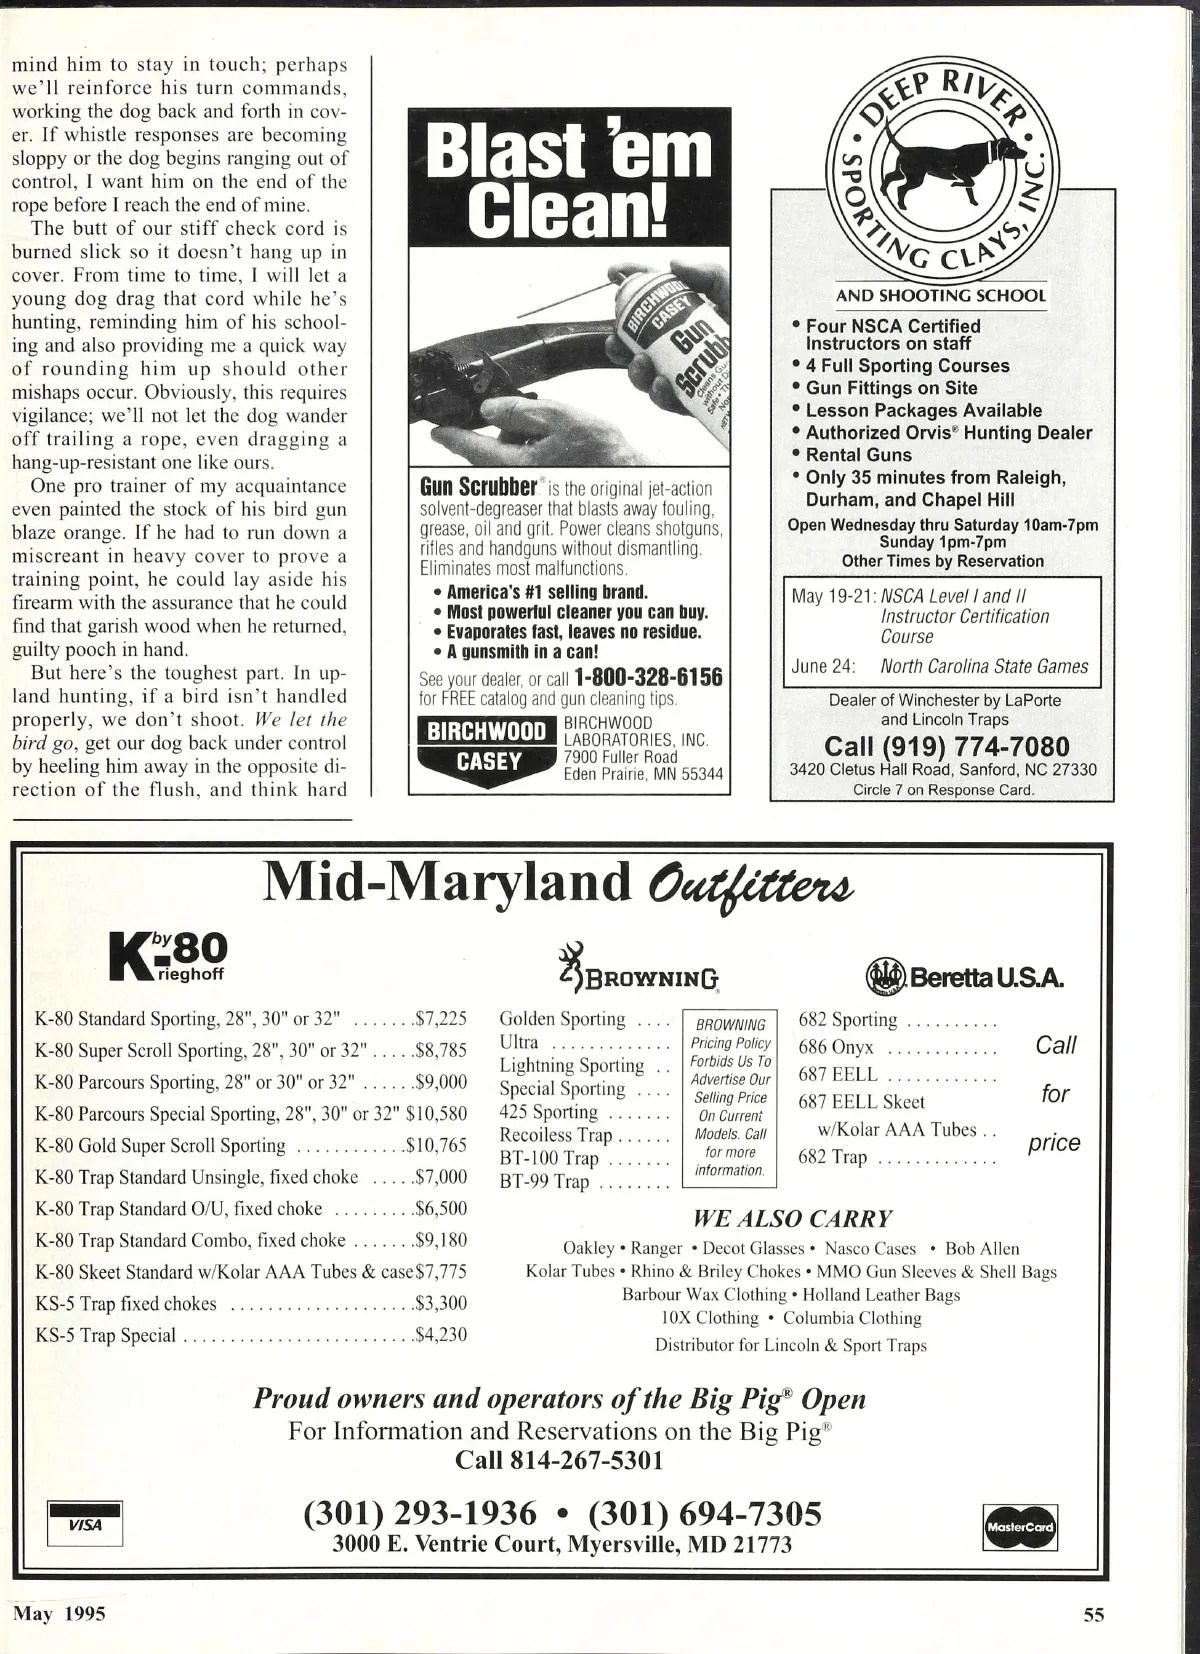 mind him to stay in touch; perhaps
we'll reinforce his turn commands,
working the dog back and forth in cov-
er. If whistle responses are becoming
sloppy or the dog begins ranging out of
control, I want him on the end of the
rope before I reach the end of mine.
The butt of our stiff check cord is
burned slick so it doesn't hang up in
cover. From time to time, I will let a
young dog drag that cord while he's
hunting, reminding him of his school-
ing and also providing me a quick way
of rounding him up should other
mishaps occur. Obviously, this requires
vigilance; we'll not let the dog wander
off trailing a rope, even dragging a
hang-up-resistant one like ours.
One pro trainer of my acquaintance
even painted the stock of his bird gun
blaze orange. If he had to run down a
miscreant in heavy cover to prove a
training point, he could lay aside his
firearm with the assurance that he could
find that garish wood when he returned,
guilty pooch in hand.
But here's the toughest part. In up-
land hunting, if a bird isn't handled
properly, we don't shoot. We let the
bird go, get our dog back under control
by heeling him away in the opposite di-
rection of the flush, and think hard
Blast 'em
Clean!
BIRCHWOOD
CASEY
Gun
Scrubb
Gun Scrubber® is the original jet-action
solvent-degreaser that blasts away fouling,
grease, oil and grit. Power cleans shotguns,
rifles and handguns without dismantling.
Eliminates most malfunctions.
• America's #1 selling brand.
• Most powerful cleaner you can buy.
• Evaporates fast, leaves no residue.
• A gunsmith in a can!
See your dealer, or call 1-800-328-6156
for FREE catalog and gun cleaning tips.
BIRCHWOOD
CASEY
BIRCHWOOD
LABORATORIES, INC.
7900 Fuller Road
Eden Prairie, MN 55344
• DEEP RIVER •
SPORTING CLAYS, INC.
AND SHOOTING SCHOOL
• Four NSCA Certified
Instructors on staff
• 4 Full Sporting Courses
• Gun Fittings on Site
• Lesson Packages Available
• Authorized Orvis® Hunting Dealer
• Rental Guns
• Only 35 minutes from Raleigh,
Durham, and Chapel Hill
Open Wednesday thru Saturday 10am-7pm
Sunday 1pm-7pm
Other Times by Reservation
May 19-21: NSCA Level I and II
Instructor Certification
Course
June 24: North Carolina State Games
Dealer of Winchester by LaPorte
and Lincoln Traps
Call (919) 774-7080
3420 Cletus Hall Road, Sanford, NC 27330
Circle 7 on Response Card.
Mid-Maryland Outfitters
K-80
by
rieghoff
K-80 Standard Sporting, 28", 30" or 32" .......$7,225
K-80 Super Scroll Sporting, 28", 30" or 32" .....$8,785
K-80 Parcours Sporting, 28" or 30" or 32" ......$9,000
K-80 Parcours Special Sporting, 28", 30" or 32" $10,580
K-80 Gold Super Scroll Sporting ............$10,765
K-80 Trap Standard Unsingle, fixed choke .....$7,000
K-80 Trap Standard O/U, fixed choke .........$6,500
K-80 Trap Standard Combo, fixed choke .......$9,180
K-80 Skeet Standard w/Kolar AAA Tubes & case$7,775
KS-5 Trap fixed chokes ....................$3,300
KS-5 Trap Special .........................$4,230
BROWNING®
Golden Sporting ....
Ultra .............
Lightning Sporting ..
Special Sporting ....
425 Sporting .......
Recoiless Trap ......
BT-100 Trap .......
BT-99 Trap ........
BROWNING
Pricing Policy
Forbids Us To
Advertise Our
Selling Price
On Current
Models. Call
for more
information.
Beretta U.S.A.
682 Sporting ..........
686 Onyx ............
687 EELL ............
687 EELL Skeet
w/Kolar AAA Tubes ..
682 Trap .............
Call
for
price
WE ALSO CARRY
Oakley • Ranger • Decot Glasses • Nasco Cases • Bob Allen
Kolar Tubes • Rhino & Briley Chokes • MMO Gun Sleeves & Shell Bags
Barbour Wax Clothing • Holland Leather Bags
10X Clothing • Columbia Clothing
Distributor for Lincoln & Sport Traps
Proud owners and operators of the Big Pig® Open
For Information and Reservations on the Big Pig®
Call 814-267-5301
VISA
(301) 293-1936 • (301) 694-7305
3000 E. Ventrie Court, Myersville, MD 21773
MasterCard
May 1995
55